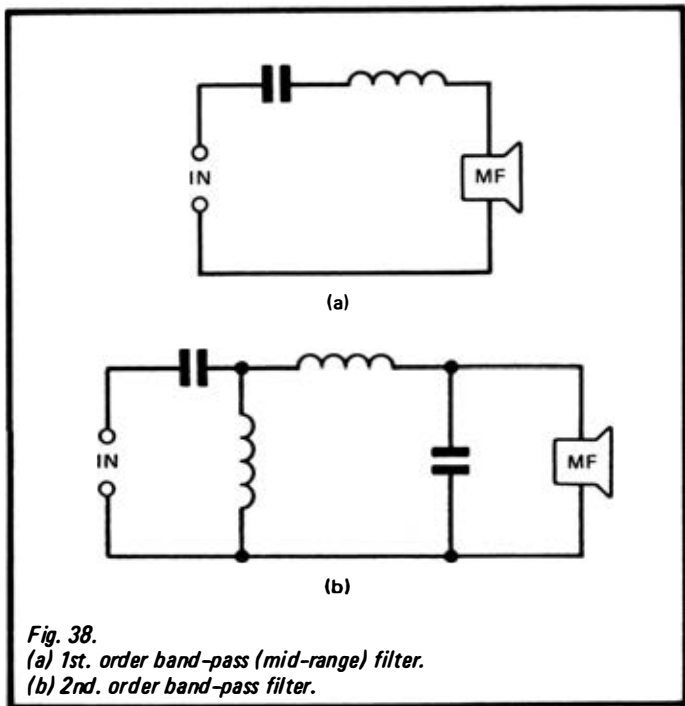 IN
MF
(a)
IN
MF
(b)
Fig. 38.
(a) 1st. order band-pass (mid-range) filter.
(b) 2nd. order band-pass filter.